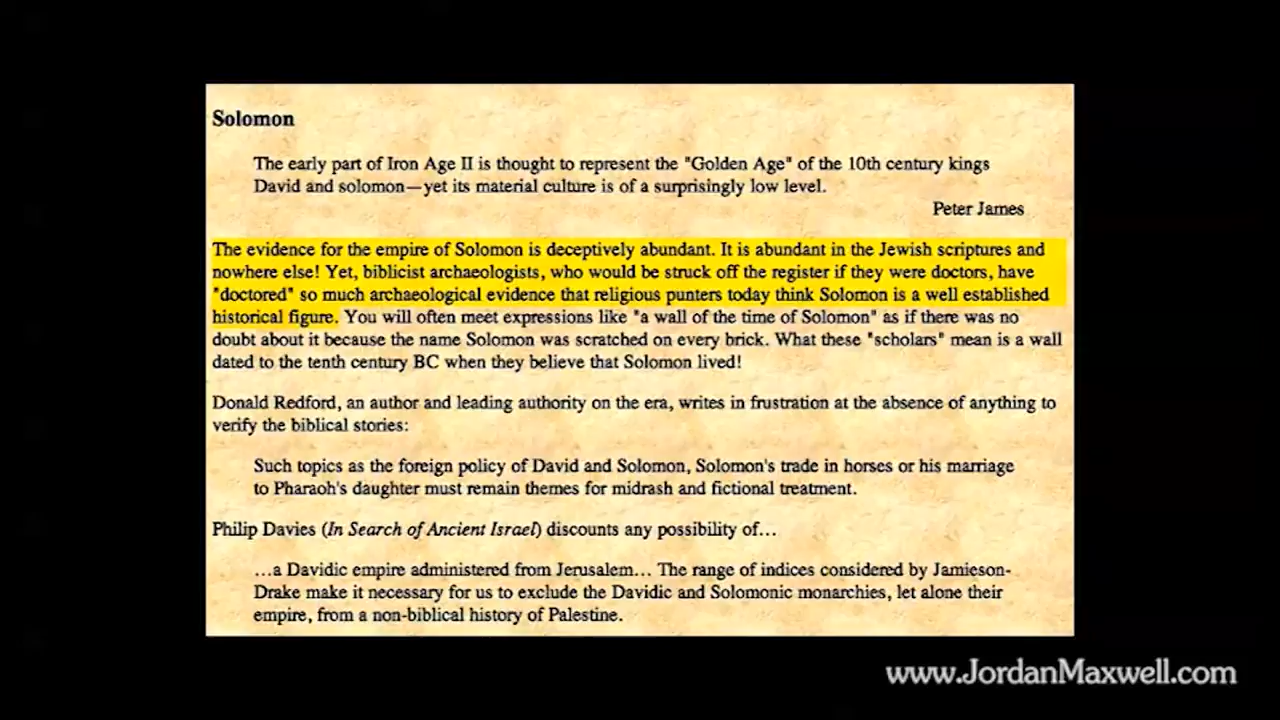 Solomon
The early part of Iron Age II is thought to represent the "Golden Age" of the 10th century kings
David and solomon—yet its material culture is of a surprisingly low level.
Peter James
The evidence for the empire of Solomon is deceptively abundant. It is abundant in the Jewish scriptures and
nowhere else! Yet, biblicist archaeologists, who would be struck off the register if they were doctors, have
"doctored" so much archaeological evidence that religious punters today think Solomon is a well established
historical figure. You will often meet expressions like "a wall of the time of Solomon" as if there was no
doubt about it because the name Solomon was scratched on every brick. What these "scholars" mean is a wall
dated to the tenth century BC when they believe that Solomon lived!
Donald Redford, an author and leading authority on the era, writes in frustration at the absence of anything to
verify the biblical stories:
Such topics as the foreign policy of David and Solomon, Solomon's trade in horses or his marriage
to Pharaoh's daughter must remain themes for midrash and fictional treatment.
Philip Davies (In Search of Ancient Israel) discounts any possibility of…
…a Davidic empire administered from Jerusalem… The range of indices considered by Jamieson-
Drake make it necessary for us to exclude the Davidic and Solomonic monarchies, let alone their
empire, from a non-biblical history of Palestine.
www.JordanMaxwell.com